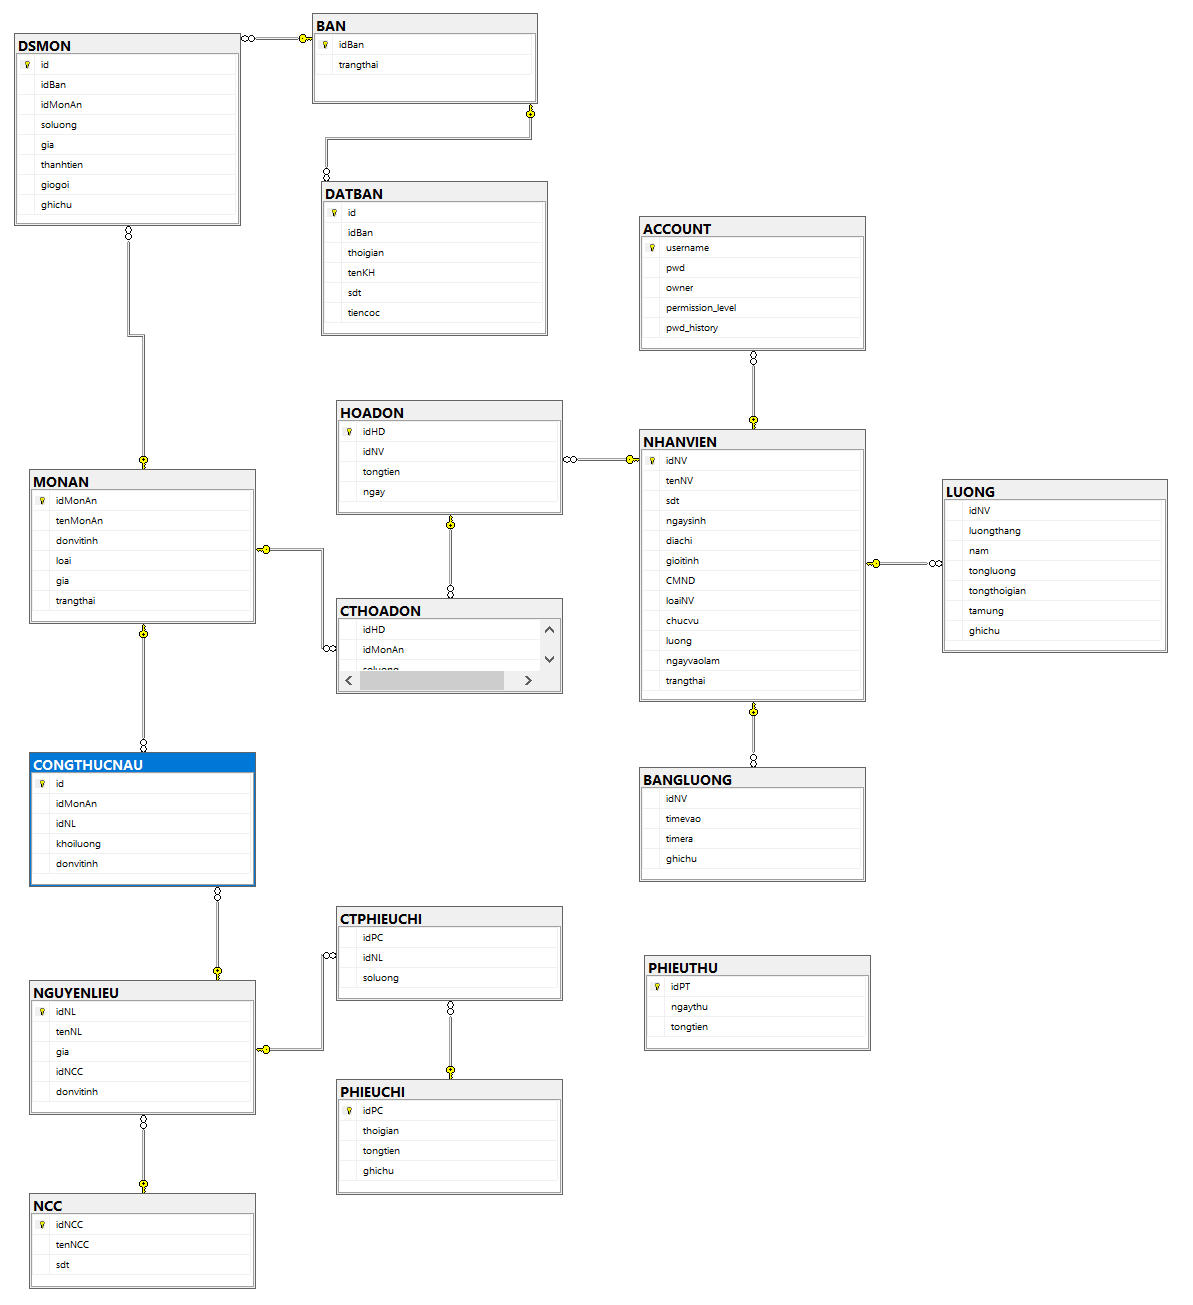 DSMON
id
idBan
idMonAn
soluong
gia
thanhtien
giogoi
ghichu
BAN
idBan
trangthai
DATBAN
id
idBan
thoigian
tenKH
sdt
tiencoc
ACCOUNT
username
pwd
owner
permission_level
pwd_history
HOADON
idHD
idNV
tongtien
ngay
NHANVIEN
idNV
tenNV
sdt
ngaysinh
diachi
gioitinh
CMND
loaiNV
chucvu
luong
ngayvaolam
trangthai
LUONG
idNV
luongthang
nam
tongluong
tongthoigian
tamung
ghichu
MONAN
idMonAn
tenMonAn
donvitinh
loai
gia
trangthai
CTHOADON
idHD
idMonAn
soluong
CONGTHUCNAU
id
idMonAn
idNL
khoiluong
donvitinh
BANGLUONG
idNV
timevao
timera
ghichu
CTPHIEUCHI
idPC
idNL
soluong
PHIEUTHU
idPT
ngaythu
tongtien
NGUYENLIEU
idNL
tenNL
gia
idNCC
donvitinh
PHIEUCHI
idPC
thoigian
tongtien
ghichu
NCC
idNCC
tenNCC
sdt